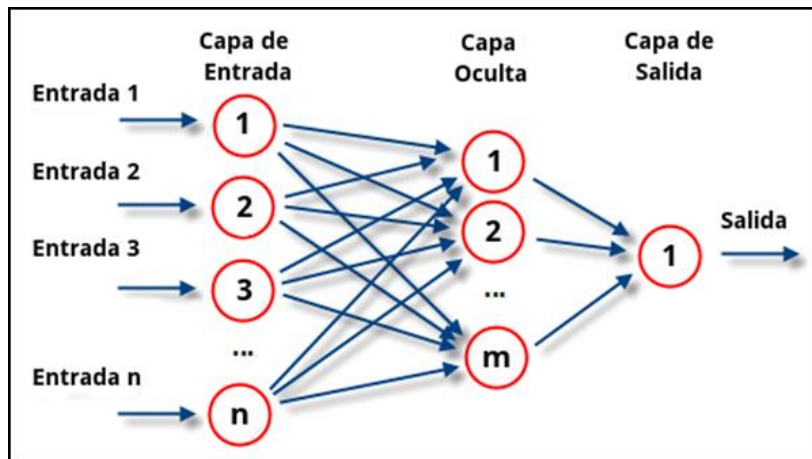 Capa de
Entrada
Capa
Oculta
Capa de
Salida
Entrada 1
1
Entrada 2
2
Entrada 3
3
...
Entrada n
n
1
2
...
m
1
Salida